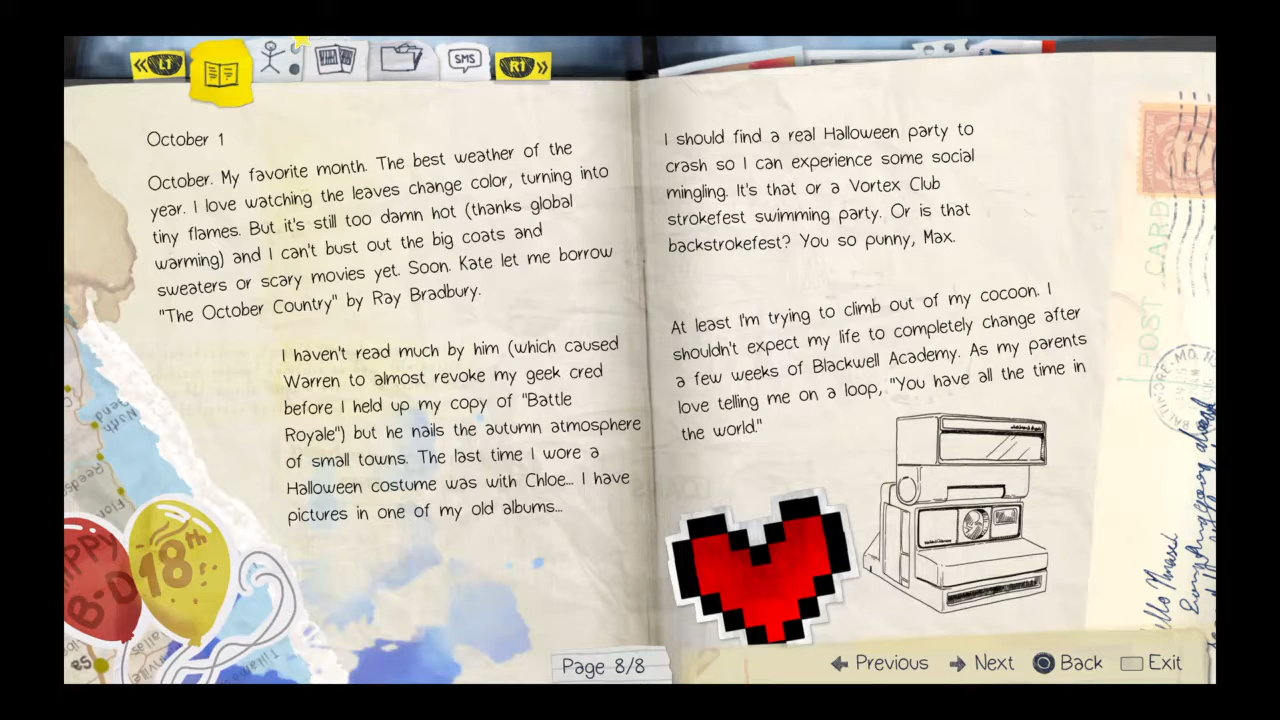 L1
SMS
R1
October 1
October. My favorite month. The best weather of the
year. I love watching the leaves change color, turning into
tiny flames. But it's still too damn hot (thanks global
warming) and I can't bust out the big coats and
sweaters or scary movies yet. Soon. Kate let me borrow
"The October Country" by Ray Bradbury.
I haven't read much by him (which caused
Warren to almost revoke my geek cred
before I held up my copy of "Battle
Royale") but he nails the autumn atmosphere
of small towns. The last time I wore a
Halloween costume was with Chloe... I have
pictures in one of my old albums...
18th
I should find a real Halloween party to
crash so I can experience some social
mingling. It's that or a Vortex Club
strokefest swimming party. Or is that
backstrokefest? You so punny, Max.
At least I'm trying to climb out of my cocoon. I
shouldn't expect my life to completely change after
a few weeks of Blackwell Academy. As my parents
love telling me on a loop, "You have all the time in
the world."
POST CARD
Page 8/8
Previous Next Back Exit